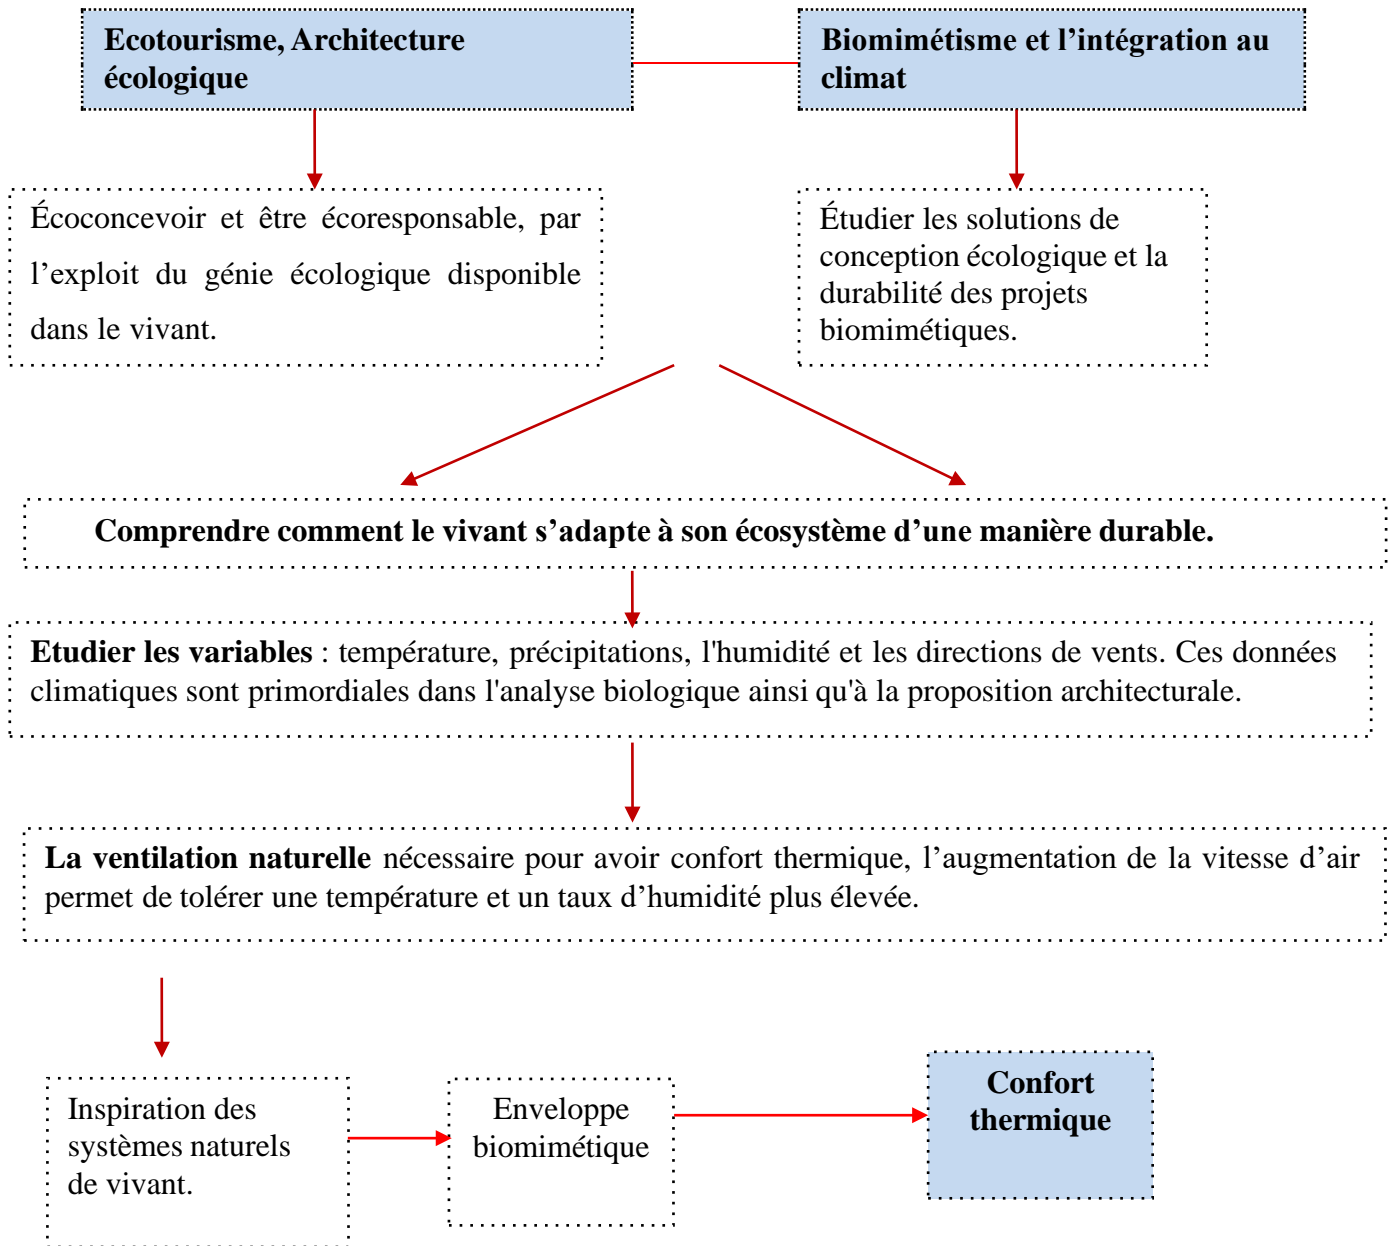 Ecotourisme, Architecture
écologique
Biomimétisme et l’intégration au
climat
Écoconcevoir et être écoresponsable, par
l’exploit du génie écologique disponible
dans le vivant.
Étudier les solutions de
conception écologique et la
durabilité des projets
biomimétiques.
Comprendre comment le vivant s’adapte à son écosystème d’une manière durable.
Etudier les variables : température, précipitations, l'humidité et les directions de vents. Ces données
climatiques sont primordiales dans l'analyse biologique ainsi qu'à la proposition architecturale.
La ventilation naturelle nécessaire pour avoir confort thermique, l’augmentation de la vitesse d’air
permet de tolérer une température et un taux d’humidité plus élevée.
Inspiration des
systèmes naturels
de vivant.
Enveloppe
biomimétique
Confort
thermique